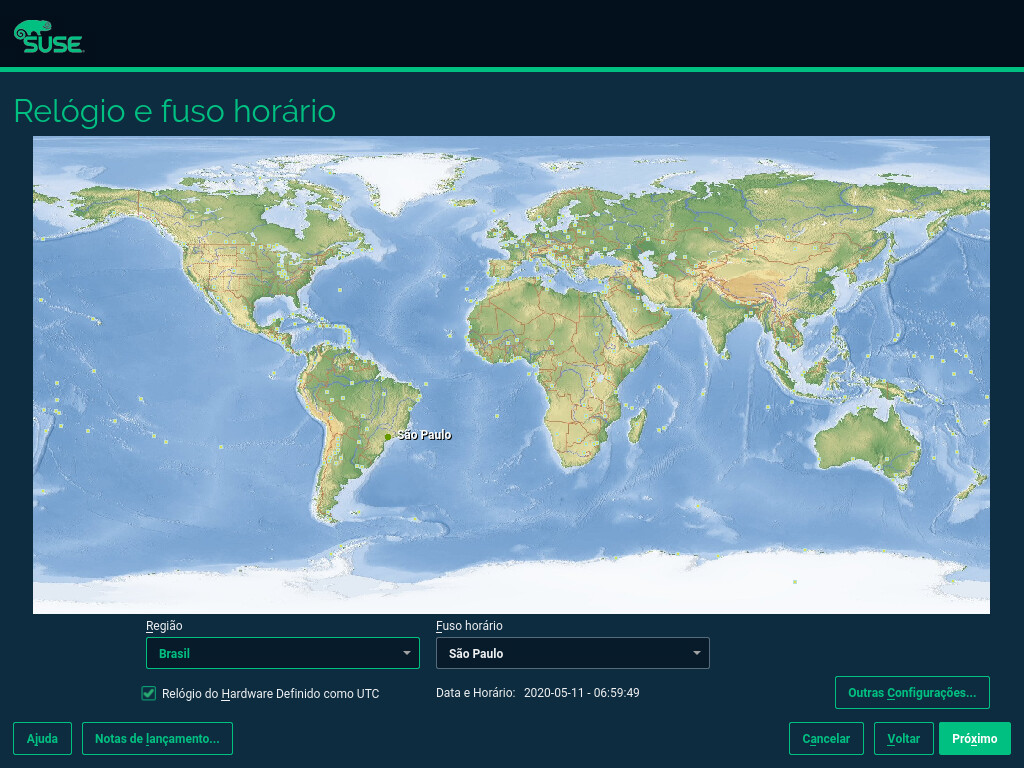 SUSE
Relógio e fuso horário
São Paulo
Região
Fuso horário
Brasil
São Paulo
Relógio do Hardware Definido como UTC
Data e Horário: 2020-05-11 - 06:59:49
Outras Configurações...
Ajuda
Notas de lançamento...
Cancelar
Voltar
Próximo